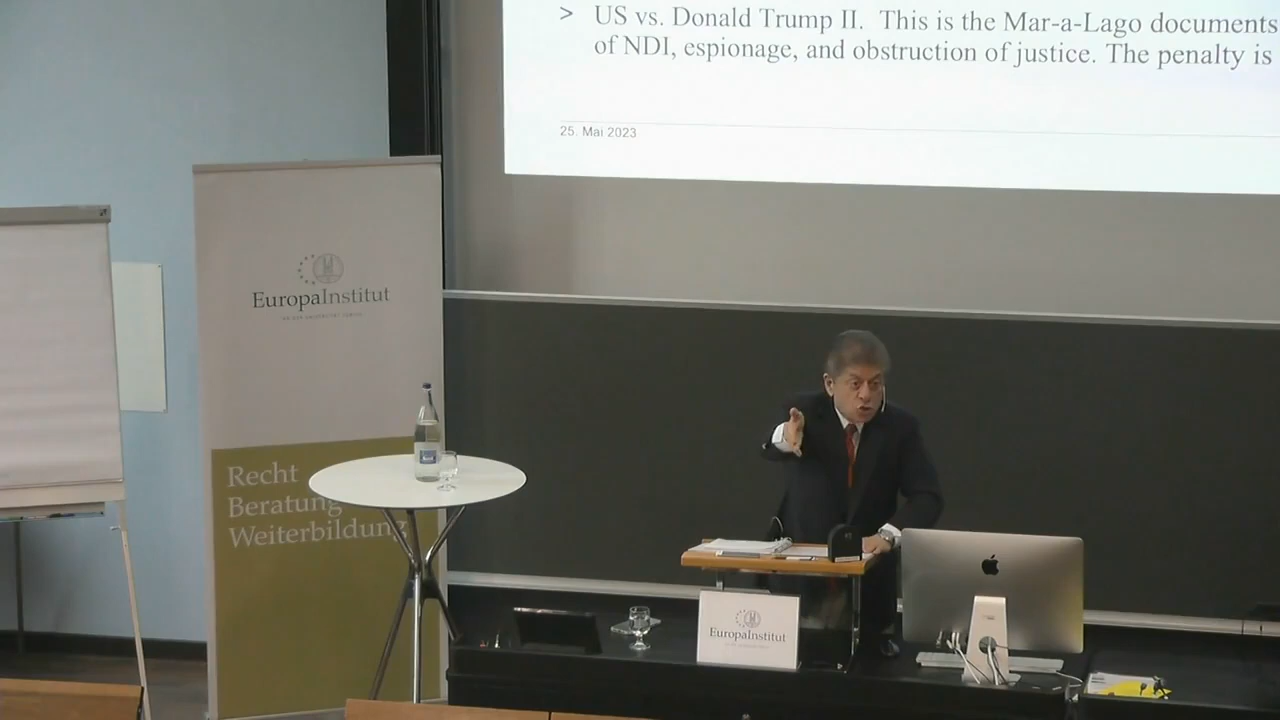 > US vs. Donald Trump II. This is the Mar-a-Lago documents
of NDI, espionage, and obstruction of justice. The penalty is
25. Mai 2023
EuropaInstitut
Recht
Beratung
Weiterbildung
EuropaInstitut